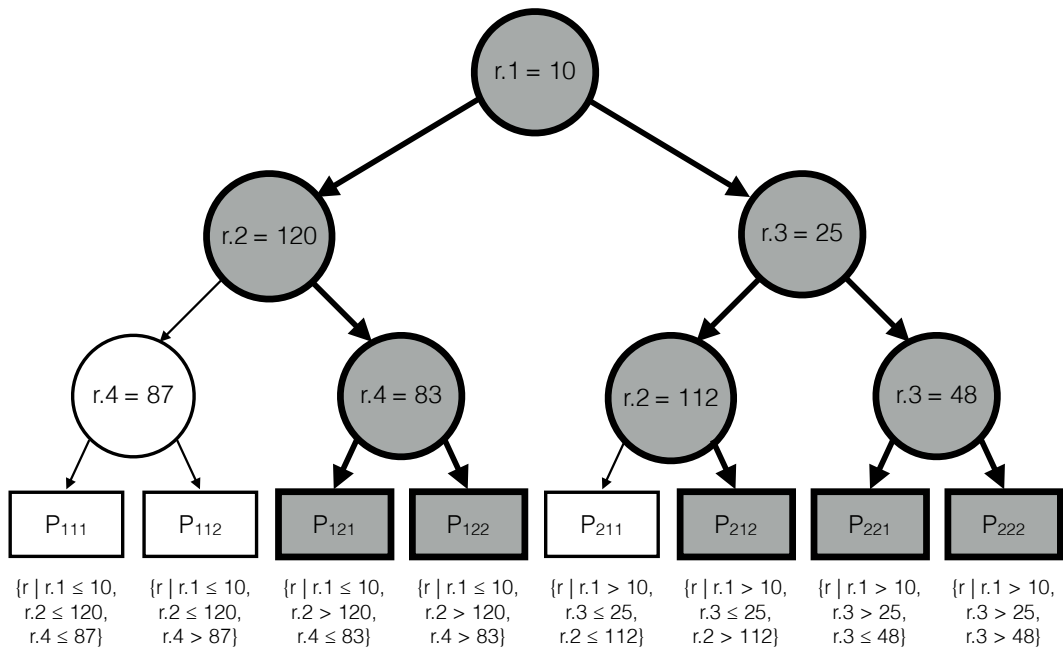 r.1 = 10
r.2 = 120
r.3 = 25
r.4 = 87
r.4 = 83
r.2 = 112
r.3 = 48
P₁₁₁
P₁₁₂
P₁₂₁
P₁₂₂
P₂₁₁
P₂₁₂
P₂₂₁
P₂₂₂
{r | r.1 ≤ 10,
r.2 ≤ 120,
r.4 ≤ 87}
{r | r.1 ≤ 10,
r.2 ≤ 120,
r.4 > 87}
{r | r.1 ≤ 10,
r.2 > 120,
r.4 ≤ 83}
{r | r.1 ≤ 10,
r.2 > 120,
r.4 > 83}
{r | r.1 > 10,
r.3 ≤ 25,
r.2 ≤ 112}
{r | r.1 > 10,
r.3 ≤ 25,
r.2 > 112}
{r | r.1 > 10,
r.3 > 25,
r.3 ≤ 48}
{r | r.1 > 10,
r.3 > 25,
r.3 > 48}